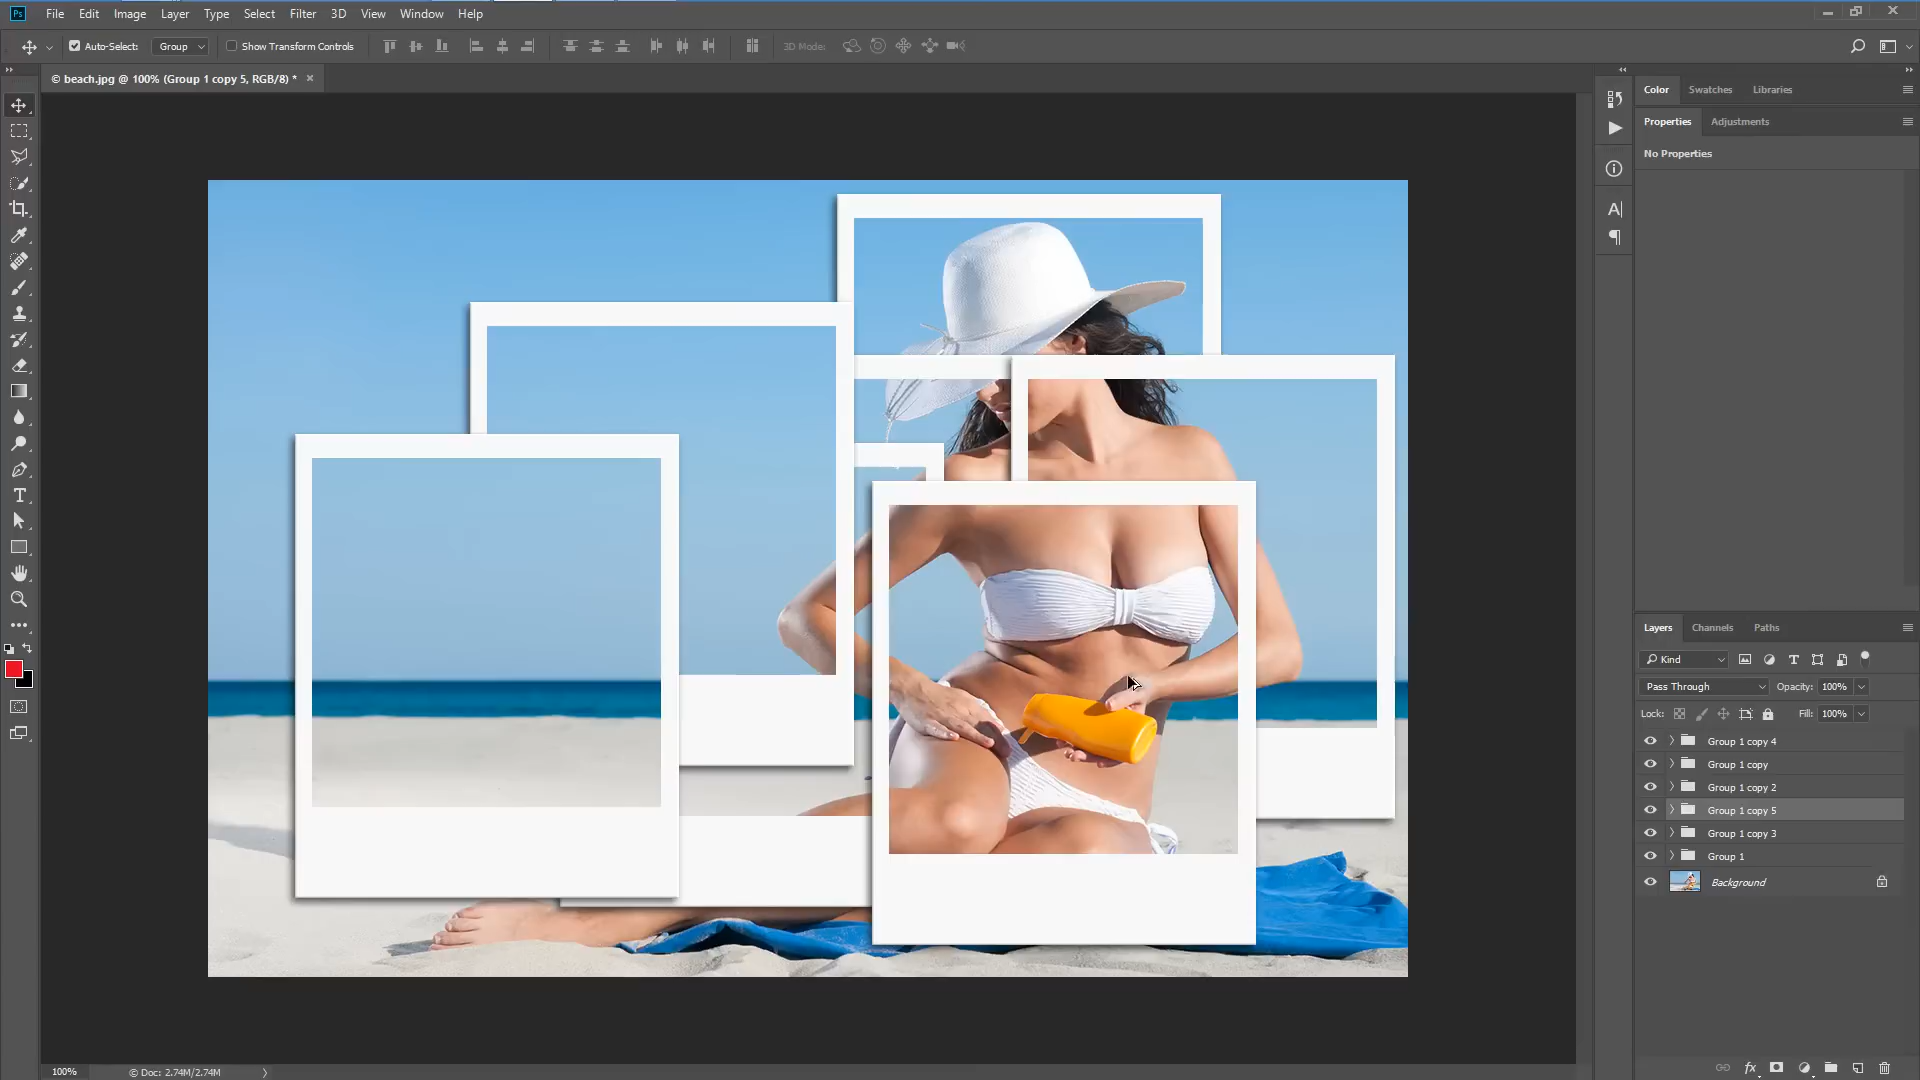 Ps File Edit Image Layer Type Select Filter 3D View Window Help
Auto-Select: Group Show Transform Controls 3D Mode:
© beach.jpg @ 100% (Group 1 copy 5, RGB/8) *
Color Swatches Libraries
Properties Adjustments
No Properties
Layers Channels Paths
Kind
Pass Through Opacity: 100%
Lock: Fill: 100%
Group 1 copy 4
Group 1 copy
Group 1 copy 2
Group 1 copy 5
Group 1 copy 3
Group 1
Background
100% © Doc: 2.74M/2.74M